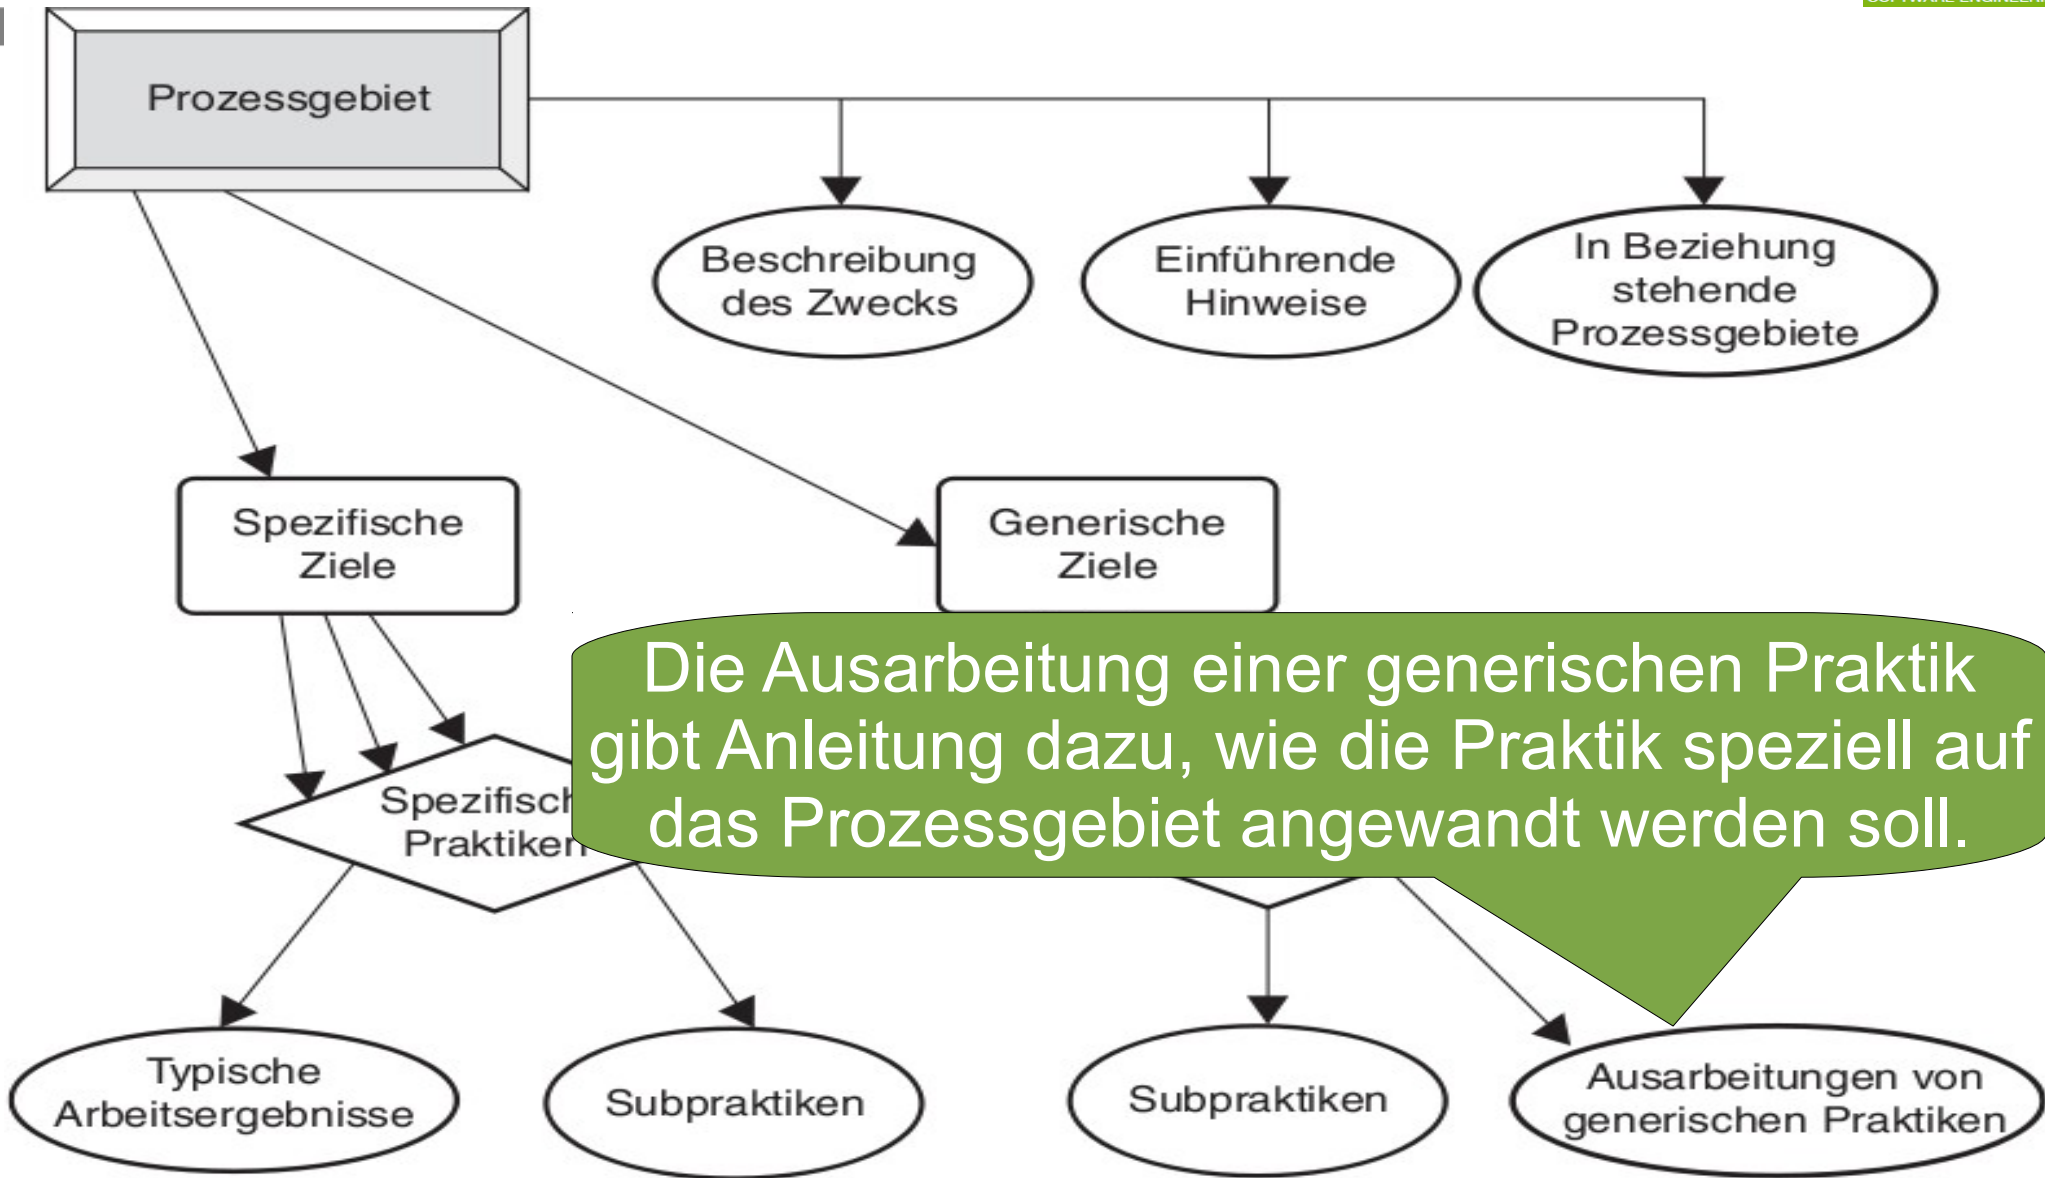 Prozessgebiet
Beschreibung
des Zwecks
Einführende
Hinweise
In Beziehung
stehende
Prozessgebiete
Spezifische
Ziele
Generische
Ziele
Die Ausarbeitung einer generischen Praktik
gibt Anleitung dazu, wie die Praktik speziell auf
das Prozessgebiet angewandt werden soll.
Praktiken
Typische
Arbeitsergebnisse
Subpraktiken
Subpraktiken
Ausarbeitungen von
generischen Praktiken